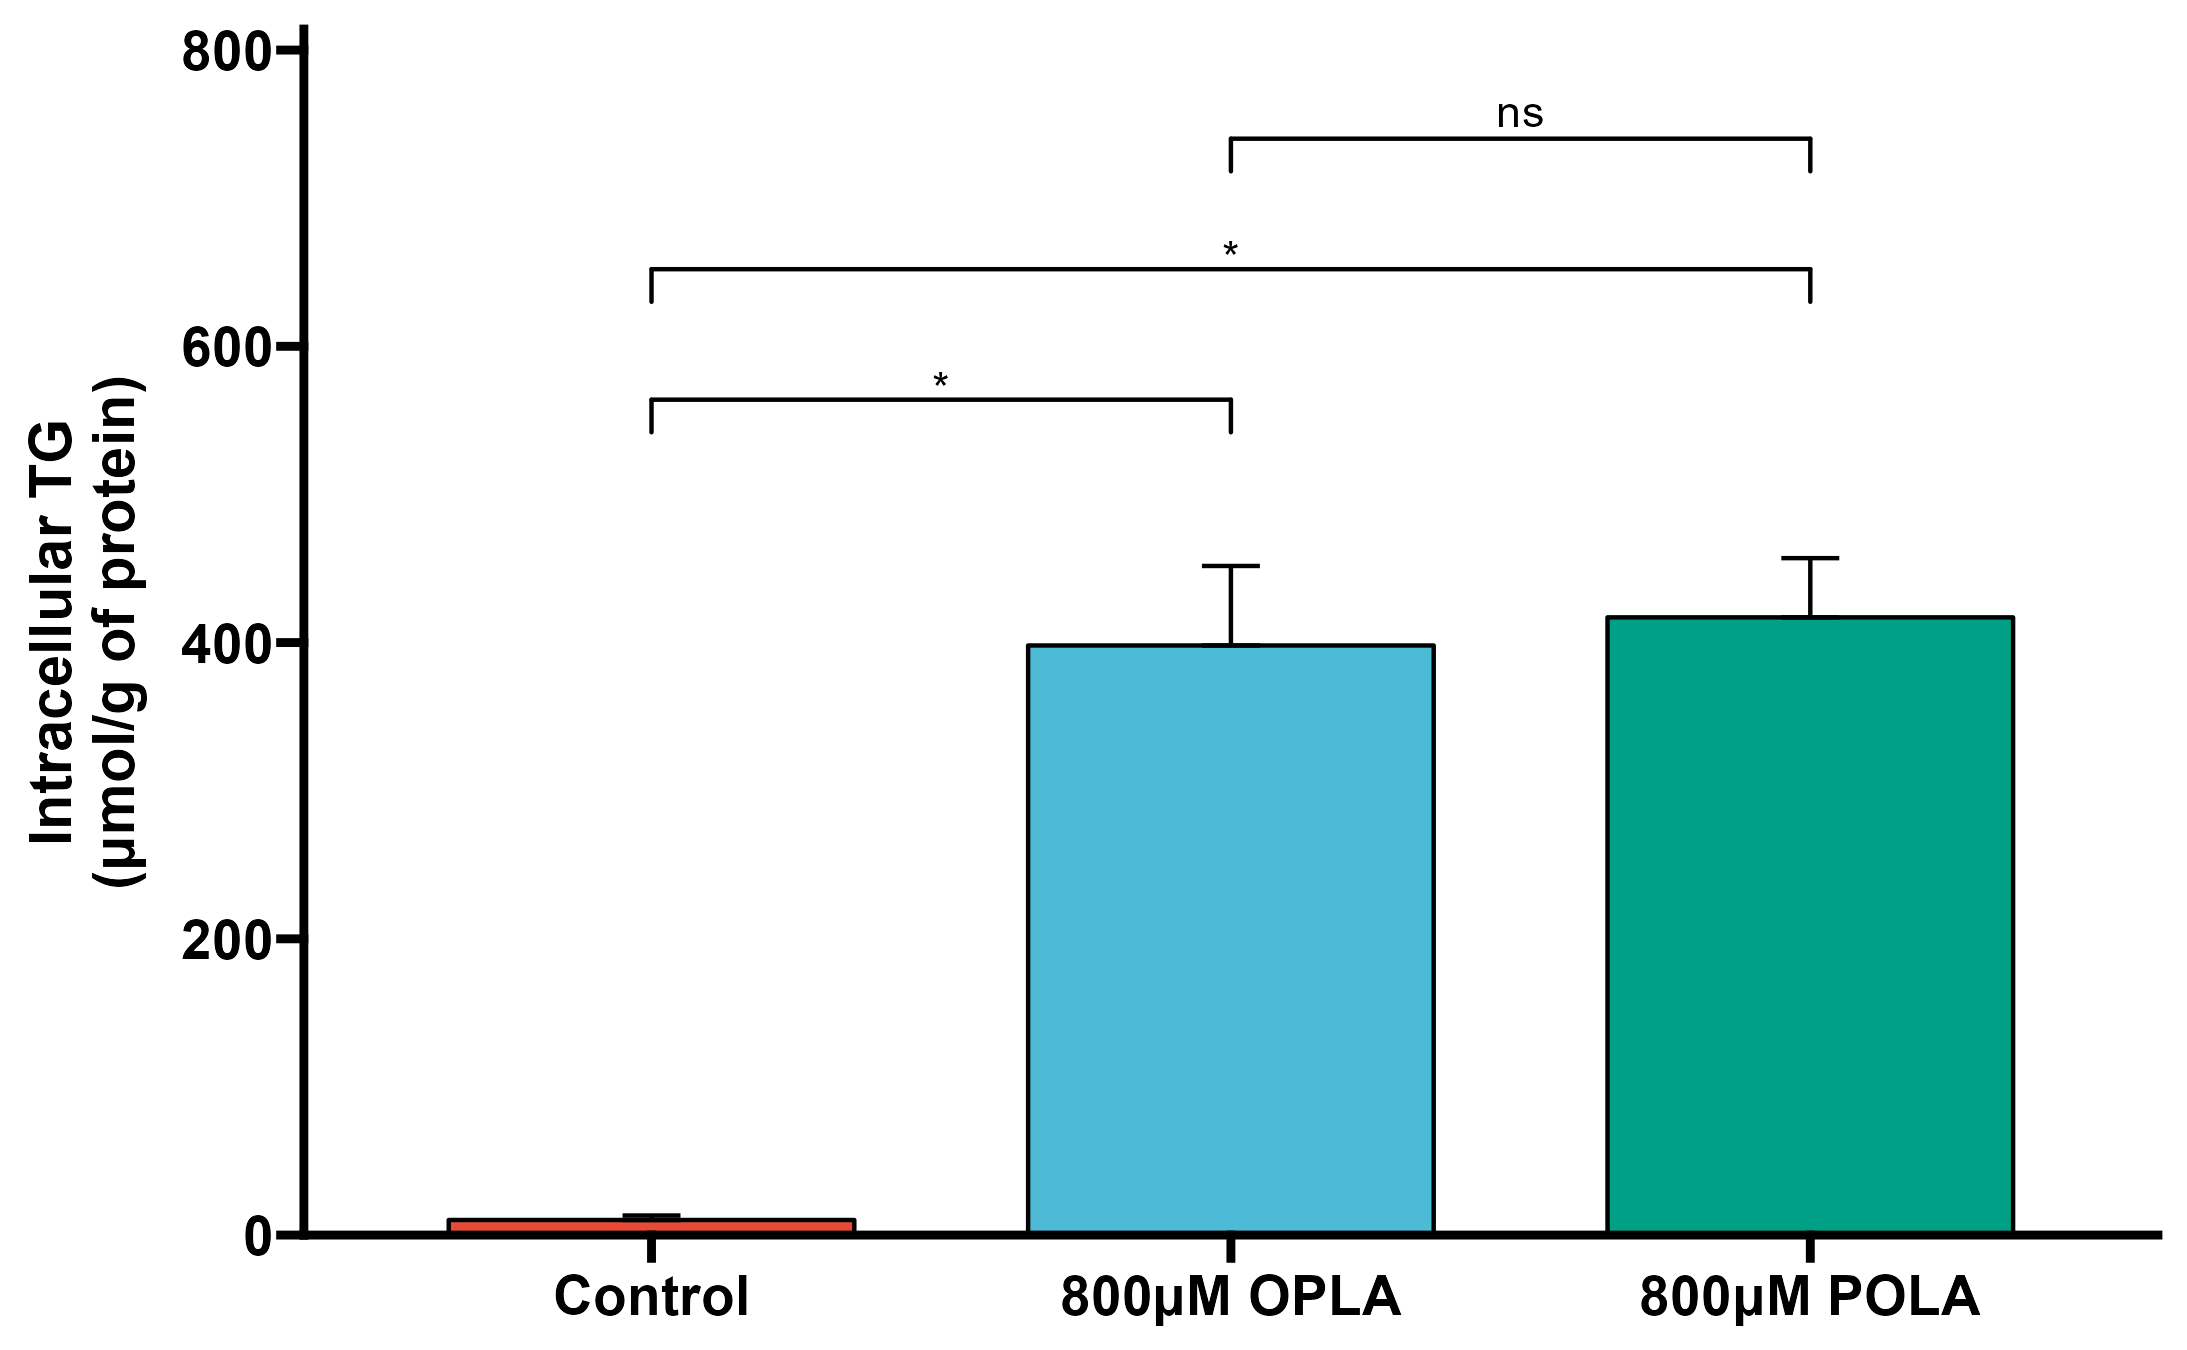 800
600
400
200
0
Intracellular TG
(μmol/g of protein)
ns
*
*
Control
800μM OPLA
800μM POLA